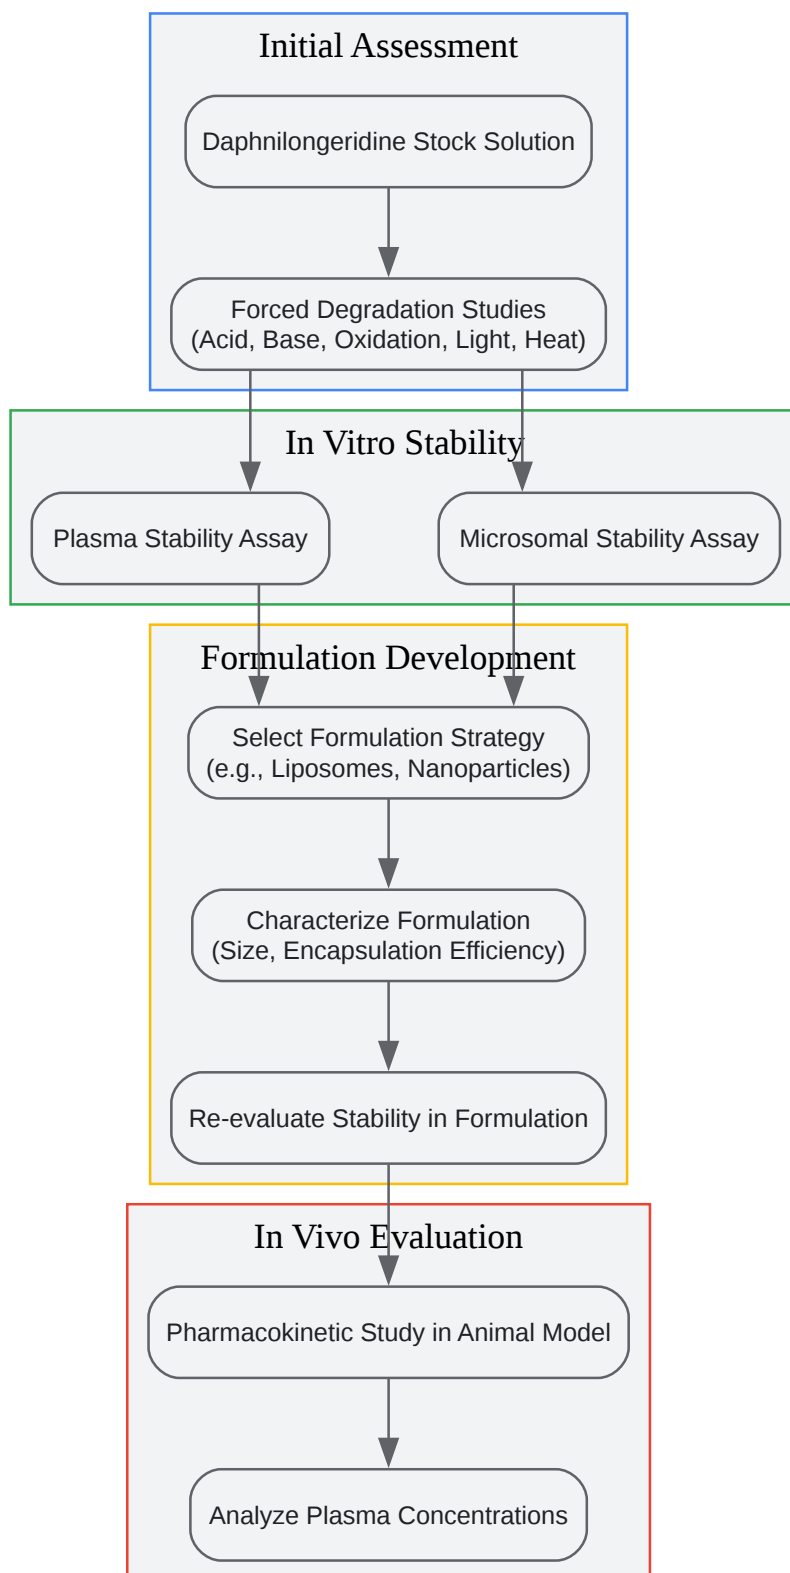 Initial Assessment
Daphnilongeridine Stock Solution
Forced Degradation Studies
(Acid, Base, Oxidation, Light, Heat)
In Vitro Stability
Plasma Stability Assay
Microsomal Stability Assay
Formulation Development
Select Formulation Strategy
(e.g., Liposomes, Nanoparticles)
Characterize Formulation
(Size, Encapsulation Efficiency)
Re-evaluate Stability in Formulation
In Vivo Evaluation
Pharmacokinetic Study in Animal Model
Analyze Plasma Concentrations